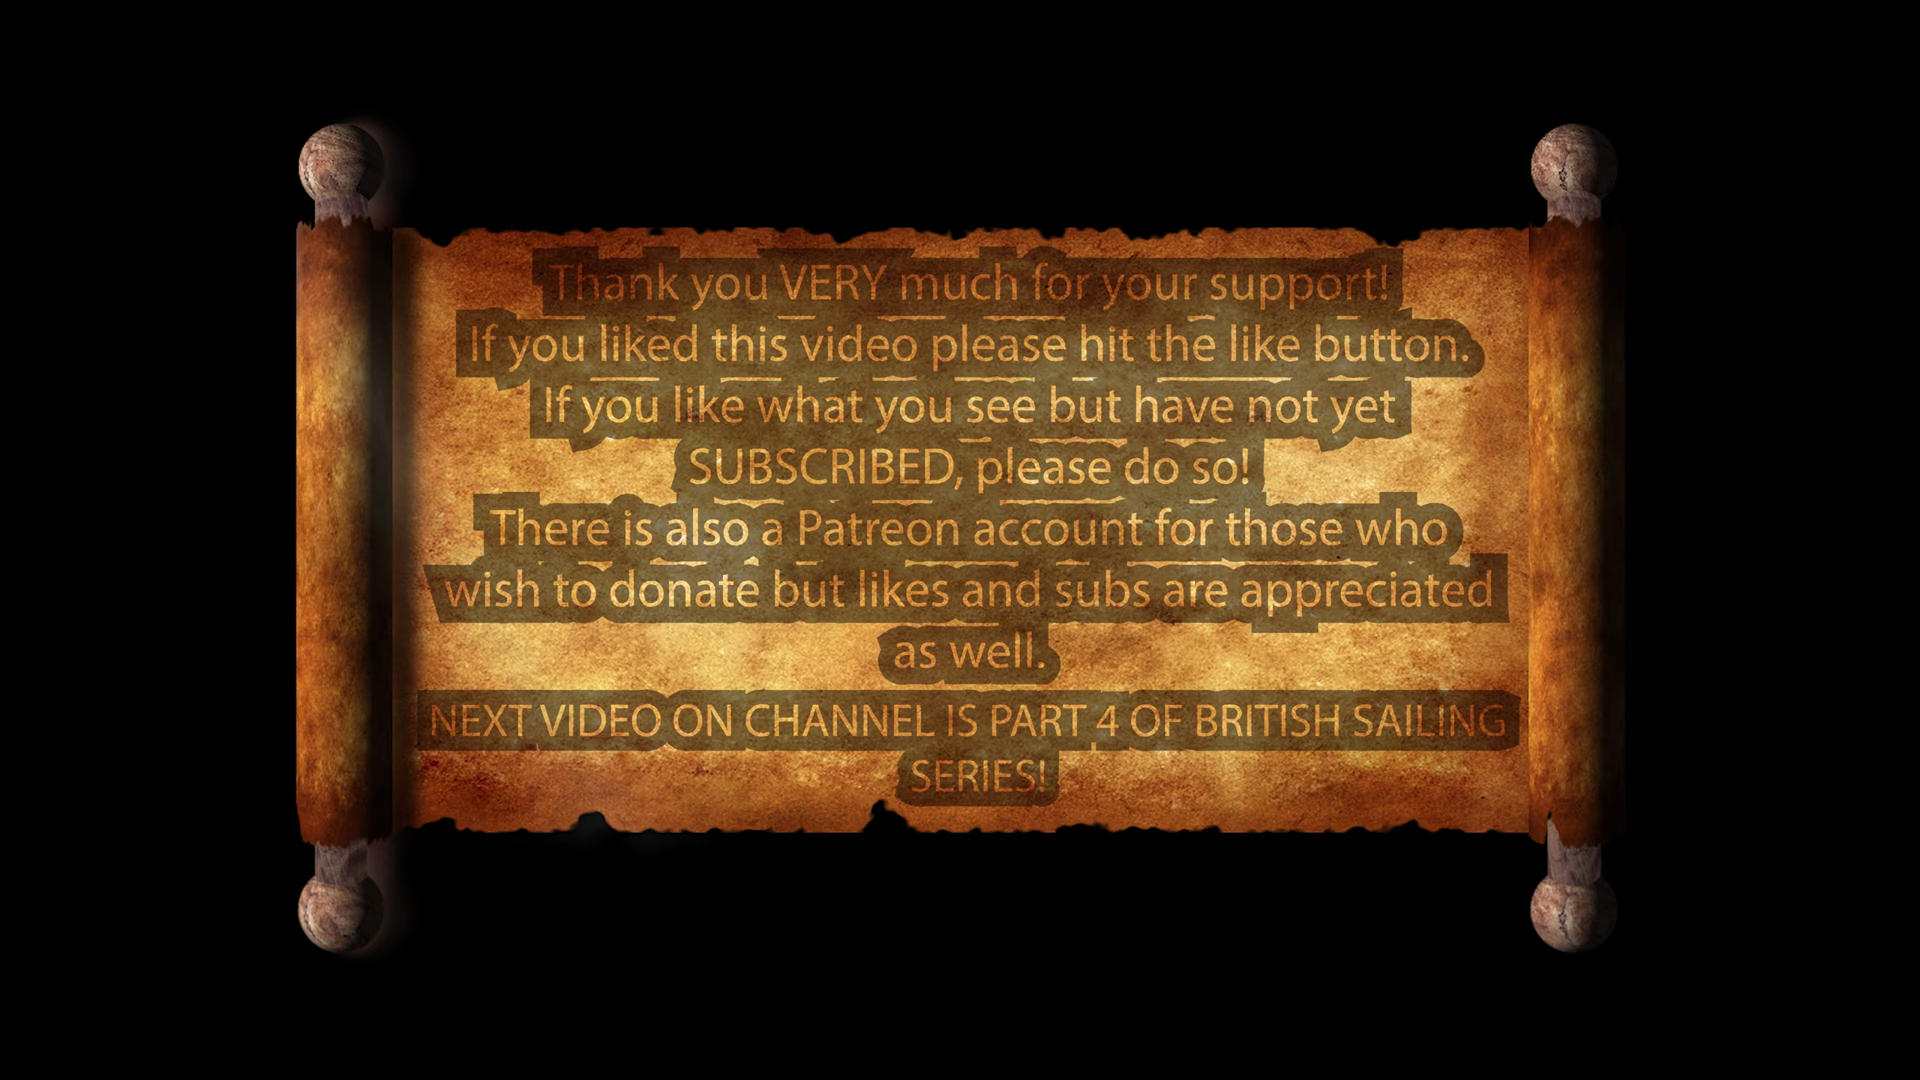 Thank you VERY much for your support!
If you liked this video please hit the like button.
If you like what you see but have not yet
SUBSCRIBED, please do so!
There is also a Patreon account for those who
wish to donate but likes and subs are appreciated
as well.
NEXT VIDEO ON CHANNEL IS PART 4 OF BRITISH SAILING
SERIES!